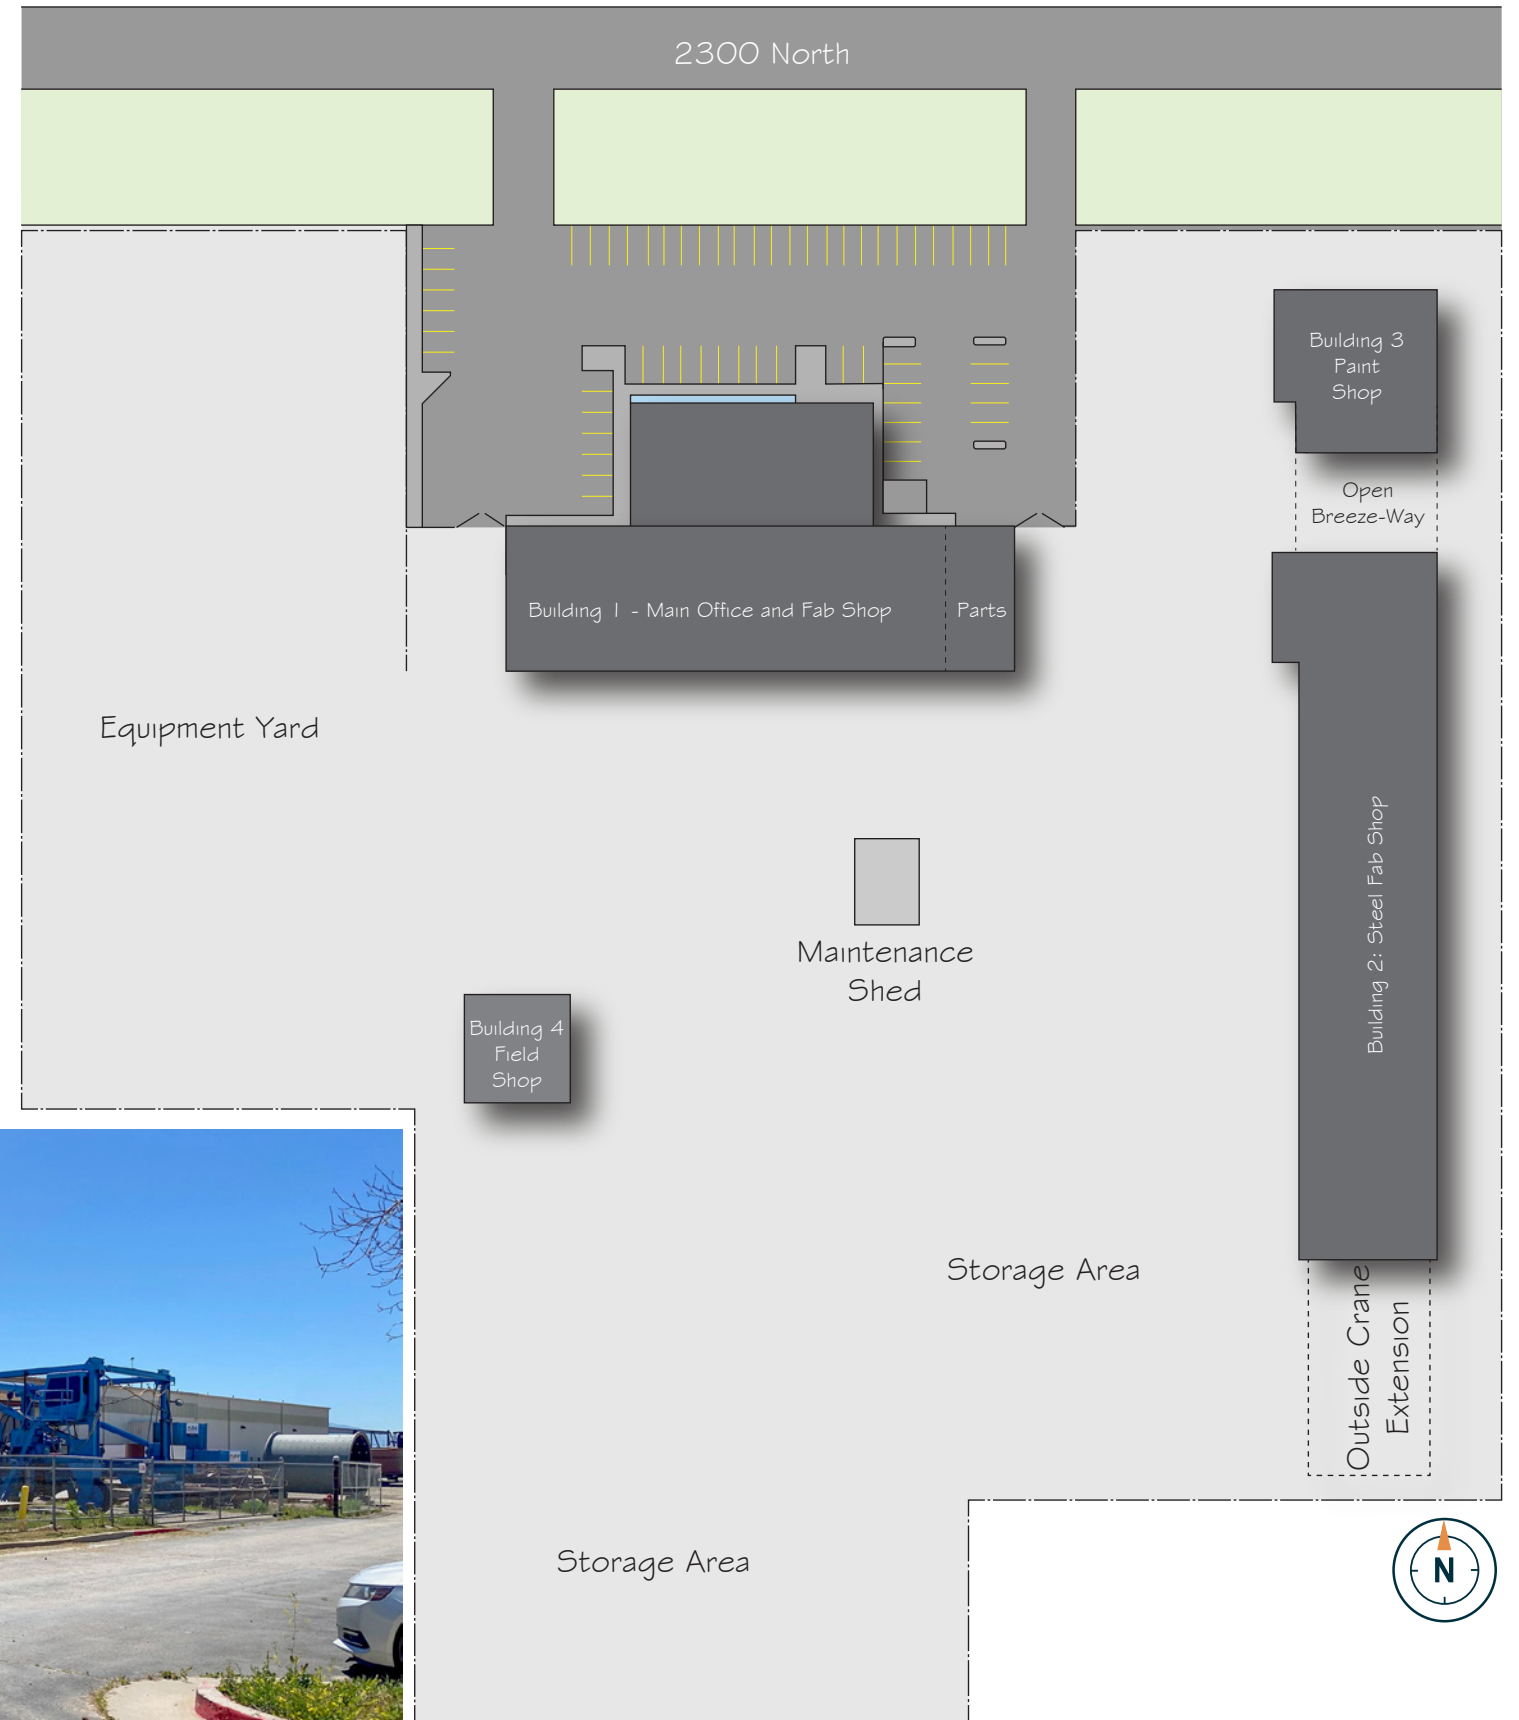 2300 North
Building 3
Paint
Shop
Open
Breeze-Way
Building 1 - Main Office and Fab Shop
Parts
Equipment Yard
Building 2: Steel Fab Shop
Maintenance
Shed
Building 4
Field
Shop
Storage Area
Outside Crane
Extension
Storage Area
N